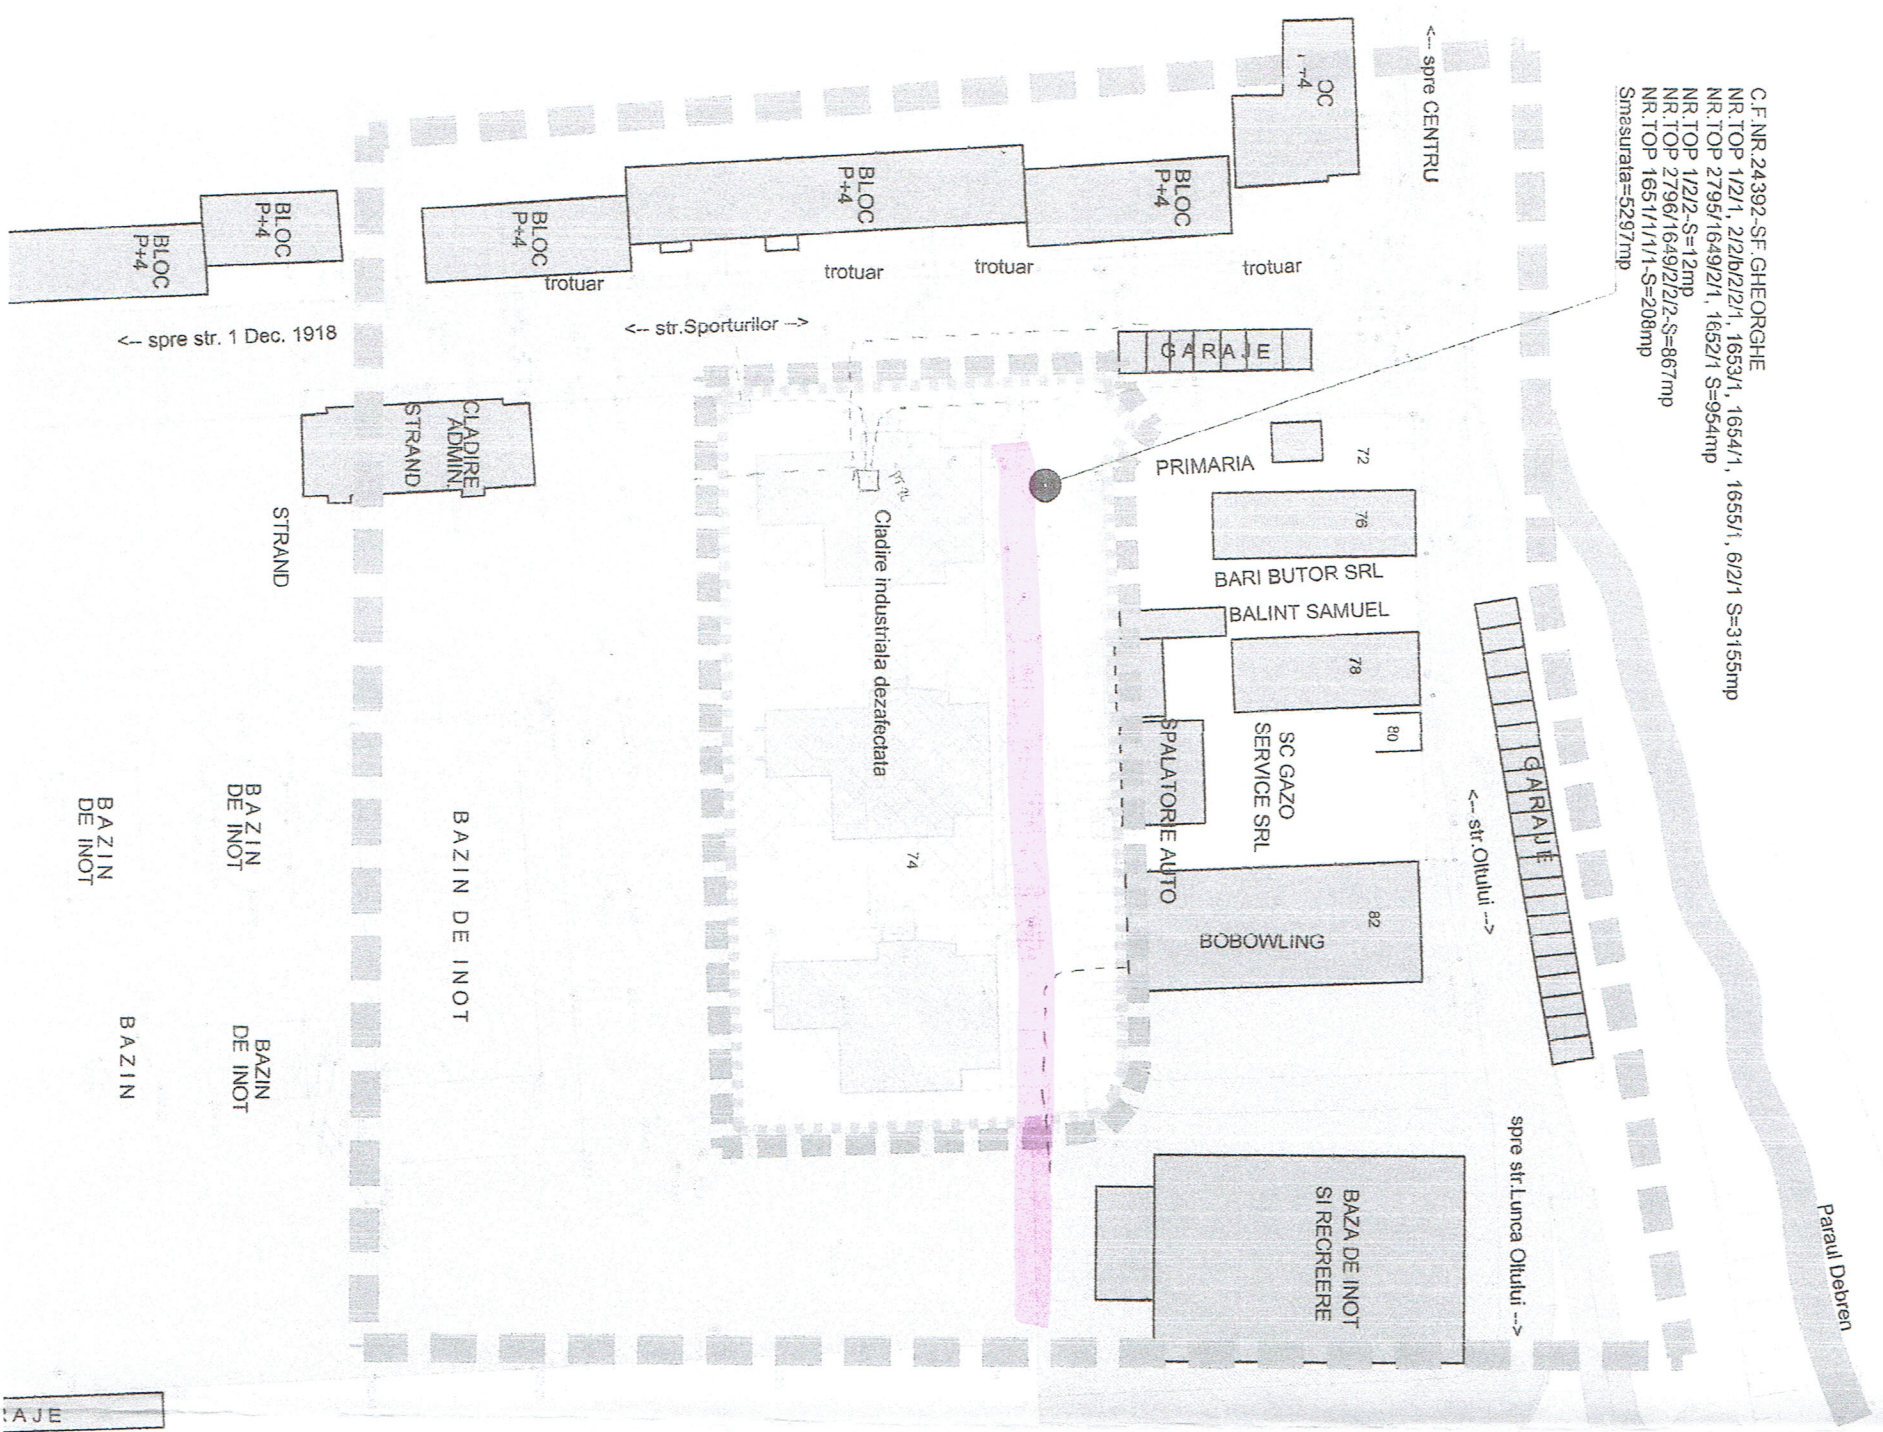 C.F.NR.24392-SF.GHEORGHE
NR.TOP 1/2/1, 2/2/b/2/2/1, 1653/1, 1654/1, 1655/1, 6/2/1 S=3155mp
NR.TOP 2795/1649/2/1, 1652/1 S=954mp
NR.TOP 1/2/2-S=12mp
NR.TOP 2796/1649/2/2/2-S=867mp
NR.TOP 1651/1/1/1-S=208mp
Smasurata=5297mp
<-- spre CENTRU
OC
P+4
BLOC
P+4
BLOC
P+4
BLOC
P+4
BLOC
P+4
BLOC
P+4
trotuar
trotuar
trotuar
trotuar
<-- spre str. 1 Dec. 1918
<-- str.Sporturilor -->
GARAJE
CLADIRE
ADMIN.
STRAND
STRAND
PRIMARIA
72
76
BARI BUTOR SRL
BALINT SAMUEL
78
80
SC GAZO
SERVICE SRL
SPALATORIE AUTO
82
BOBOWLING
GARAJE
<-- str.Oltului -->
Cladire industriala dezafectata
74
BAZIN DE INOT
BAZIN
DE INOT
BAZIN
DE INOT
BAZIN
DE INOT
BAZIN
BAZA DE INOT
SI RECREERE
spre str.Lunca Oltului -->
Paraul Debren
RAJE